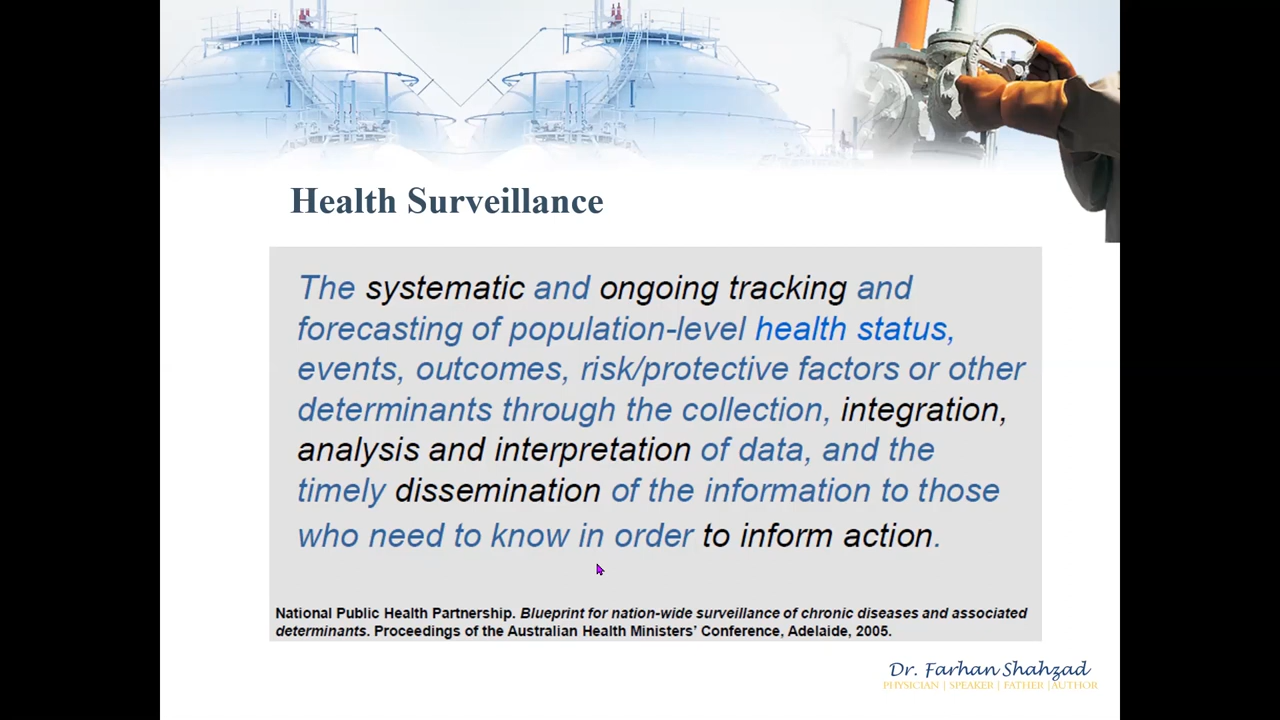 Health Surveillance
The systematic and ongoing tracking and
forecasting of population-level health status,
events, outcomes, risk/protective factors or other
determinants through the collection, integration,
analysis and interpretation of data, and the
timely dissemination of the information to those
who need to know in order to inform action.
National Public Health Partnership. Blueprint for nation-wide surveillance of chronic diseases and associated
determinants. Proceedings of the Australian Health Ministers’ Conference, Adelaide, 2005.
Dr. Farhan Shahzad
PHYSICIAN | SPEAKER | FATHER | AUTHOR